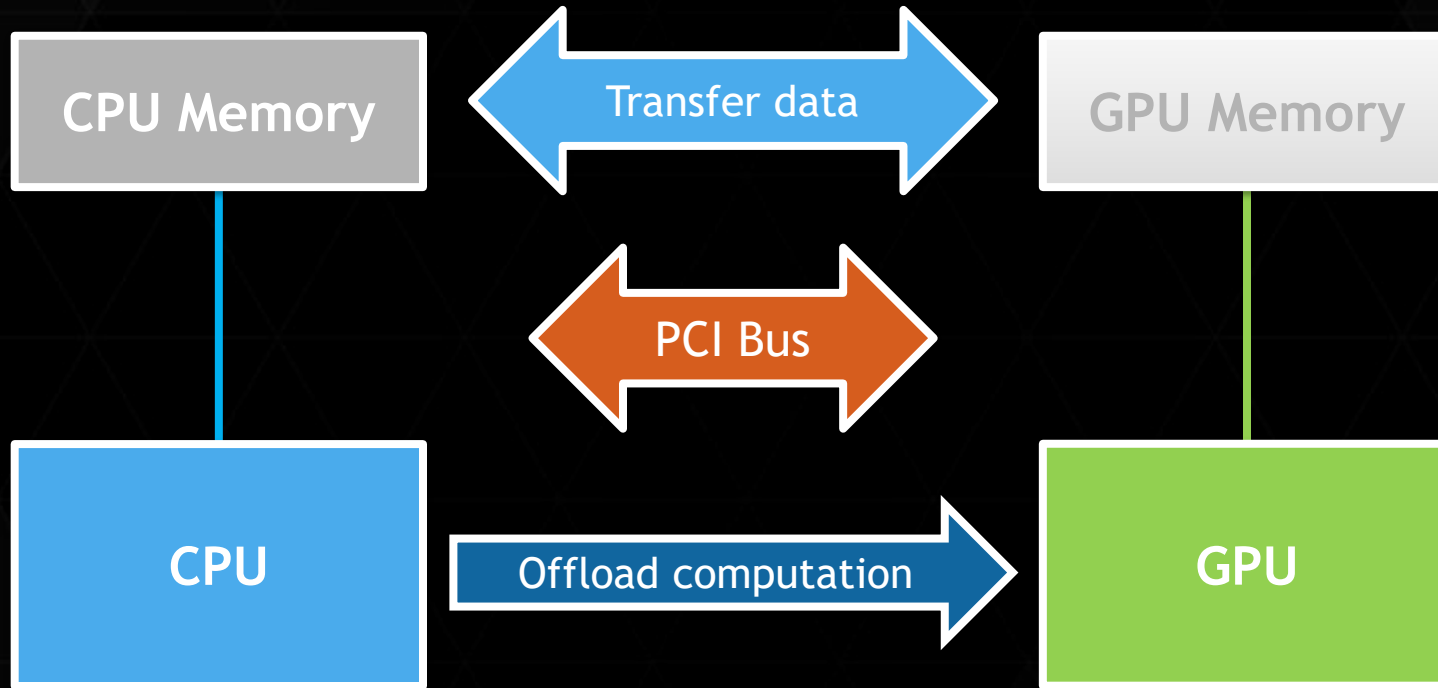 CPU Memory
Transfer data
GPU Memory
PCI Bus
CPU
Offload computation
GPU